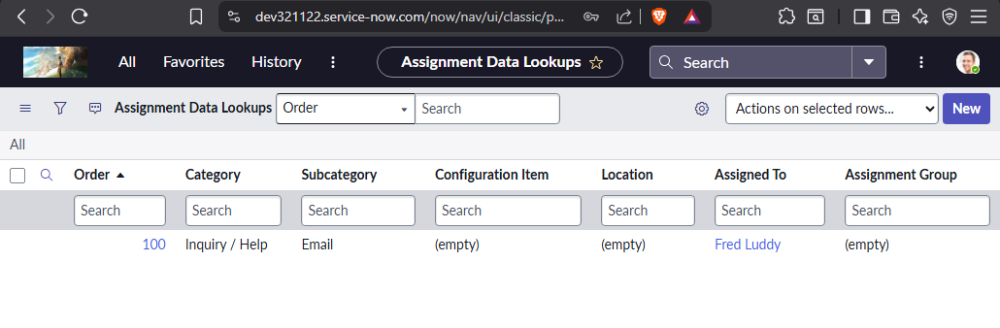 dev321122.service-now.com/now/nav/ui/classic/p...
All Favorites History Assignment Data Lookups Search
Assignment Data Lookups Order Search Actions on selected rows... New
All
Order Category Subcategory Configuration Item Location Assigned To Assignment Group
Search Search Search Search Search Search Search
100 Inquiry / Help Email (empty) (empty) Fred Luddy (empty)